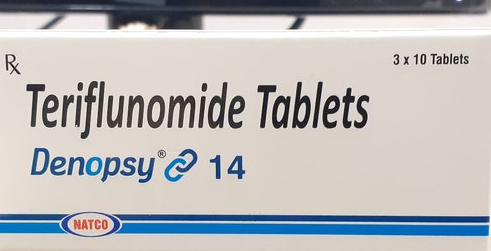 Rx
3 x 10 Tablets
Teriflunomide Tablets
Denopsy® 14
NATCO